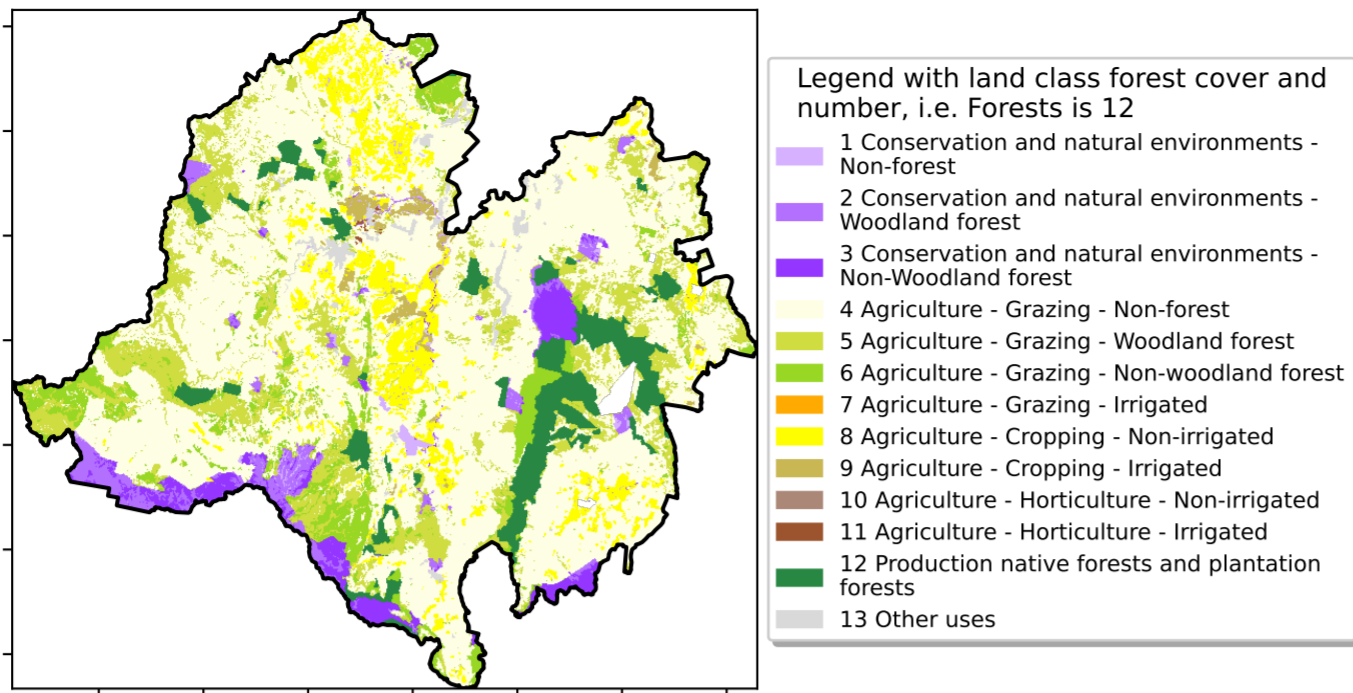 Legend with land class forest cover and
number, i.e. Forests is 12
1 Conservation and natural environments -
Non-forest
2 Conservation and natural environments -
Woodland forest
3 Conservation and natural environments -
Non-Woodland forest
4 Agriculture - Grazing - Non-forest
5 Agriculture - Grazing - Woodland forest
6 Agriculture - Grazing - Non-woodland forest
7 Agriculture - Grazing - Irrigated
8 Agriculture - Cropping - Non-irrigated
9 Agriculture - Cropping - Irrigated
10 Agriculture - Horticulture - Non-irrigated
11 Agriculture - Horticulture - Irrigated
12 Production native forests and plantation
forests
13 Other uses